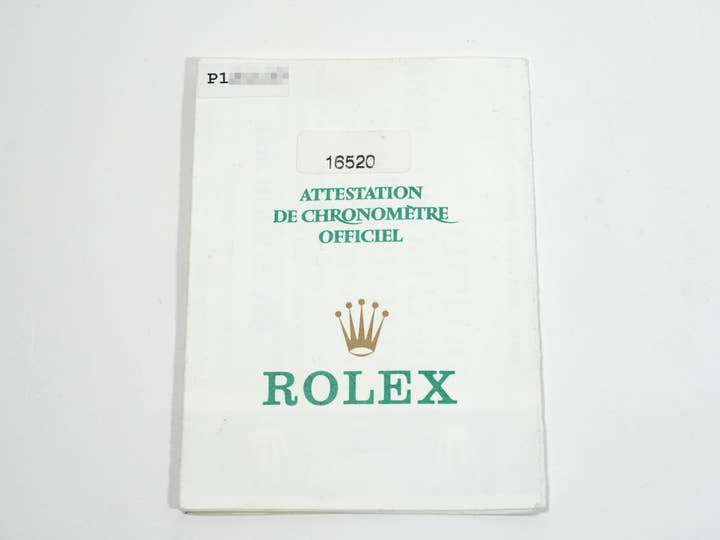 P1
16520
ATTESTATION
DE CHRONOMÈTRE
OFFICIEL
ROLEX